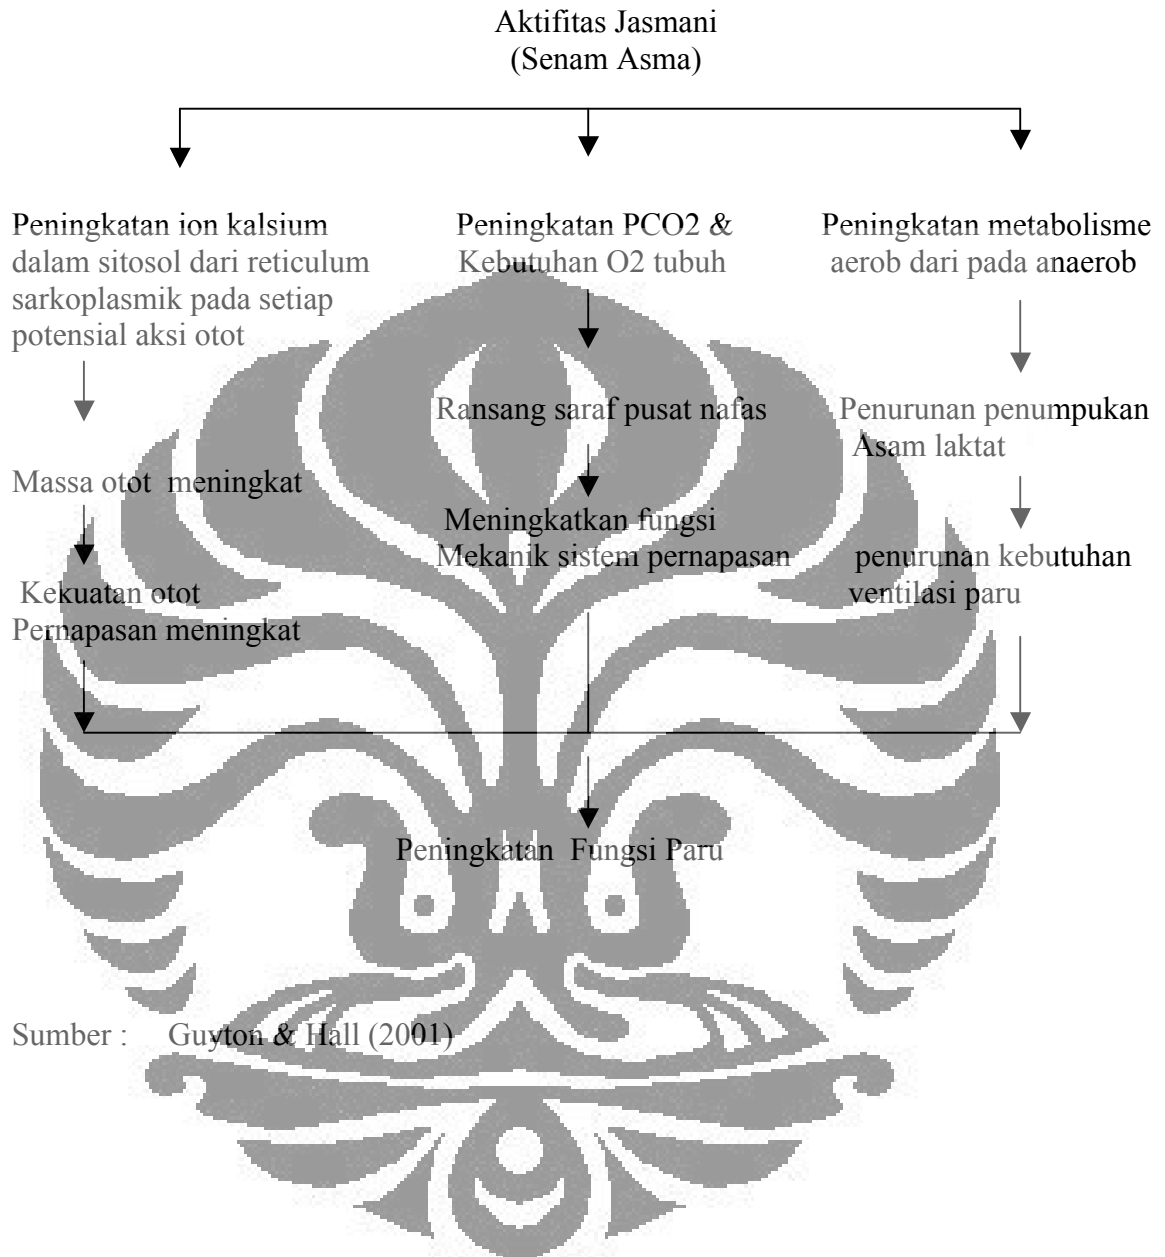 Aktifitas Jasmani
(Senam Asma)
Peningkatan ion kalsium
dalam sitosol dari reticulum
sarkoplasmik pada setiap
potensial aksi otot
Massa otot meningkat
Kekuatan otot
Pernapasan meningkat
Peningkatan PCO2 &
Kebutuhan O2 tubuh
Ransang saraf pusat nafas
Meningkatkan fungsi
Mekanik sistem pernapasan
Peningkatan metabolisme
aerob dari pada anaerob
Penurunan penumpukan
Asam laktat
penurunan kebutuhan
ventilasi paru
Peningkatan Fungsi Paru
Sumber : Guyton & Hall (2001)